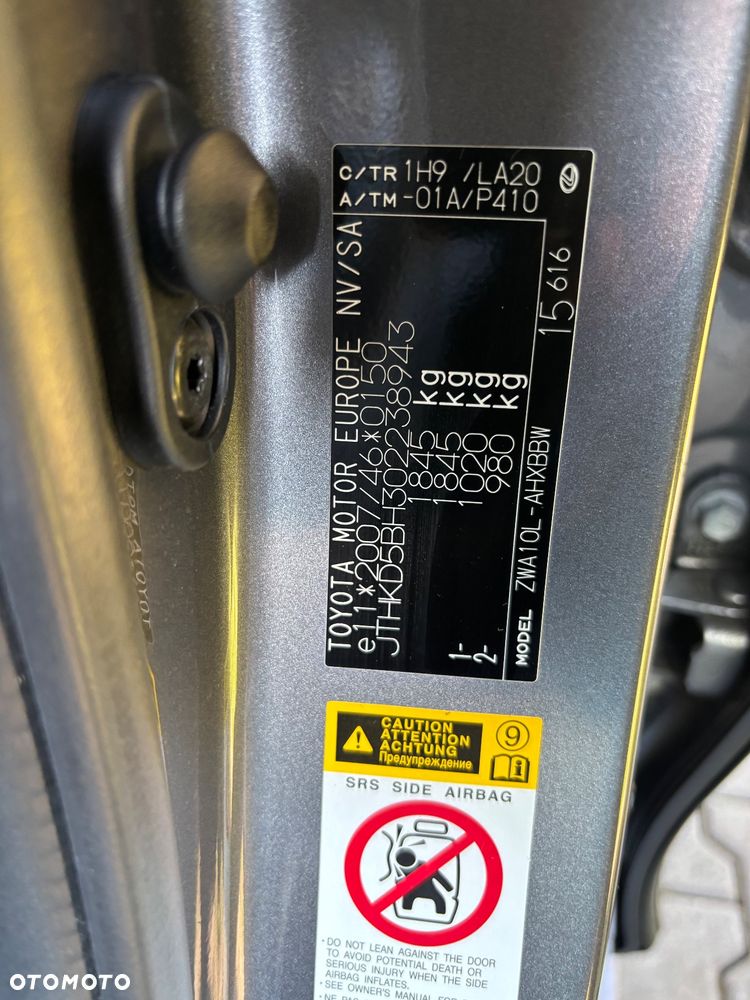 TOYOTA MOTOR EUROPE NV/SA
e11*2007/46*0150
JTHKD5BH302238943
1845 kg
1845 kg
1- 1020 kg
2- 980 kg
MODEL ZWA10L-AHXBBW
15 616
C/TR 1H9 /LA20
A/TM -01A/P410
CAUTION
ATTENTION
ACHTUNG
Предупреждение
9
i
SRS SIDE AIRBAG
· DO NOT LEAN AGAINST THE DOOR
TO AVOID POTENTIAL DEATH OR
SERIOUS INJURY WHEN THE SIDE
AIRBAG INFLATES.
· SEE OWNER'S MANUAL FOR
OTOMOTO